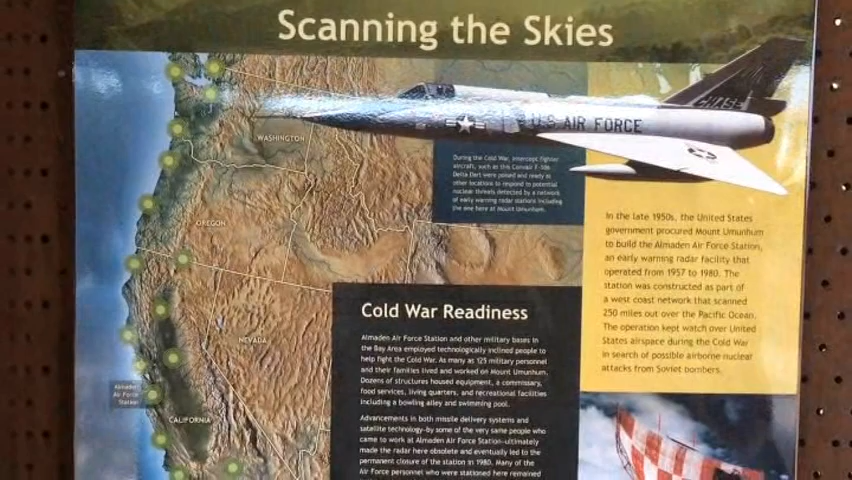 Scanning the Skies
U.S. AIR FORCE
WASHINGTON
During the Cold War, intercept fighter
aircraft, such as this Convair F-106
Delta Dart were poised and ready at
other locations to respond to potential
nuclear threats detected by a network
of early warning radar stations including
the one here at Mount Umunhum.
OREGON
In the late 1950s, the United States
government procured Mount Umunhum
to build the Almaden Air Force Station,
an early warning radar facility that
operated from 1957 to 1980. The
station was constructed as part of
a west coast network that scanned
250 miles out over the Pacific Ocean.
The operation kept watch over United
States airspace during the Cold War
in search of possible airborne nuclear
attacks from Soviet bombers.
Cold War Readiness
NEVADA
Almaden Air Force Station and other military bases in
the Bay Area employed technologically inclined people to
help fight the Cold War. As many as 125 military personnel
and their families lived and worked on Mount Umunhum.
Dozens of structures housed equipment, a commissary,
food services, living quarters, and recreational facilities
including a bowling alley and swimming pool.
Almaden
Air Force
Station
CALIFORNIA
Advancements in both missile delivery systems and
satellite technology-by some of the very same people who
came to work at Almaden Air Force Station-ultimately
made the radar here obsolete and eventually led to the
permanent closure of the station in 1980. Many of the
Air Force personnel who were stationed here remained